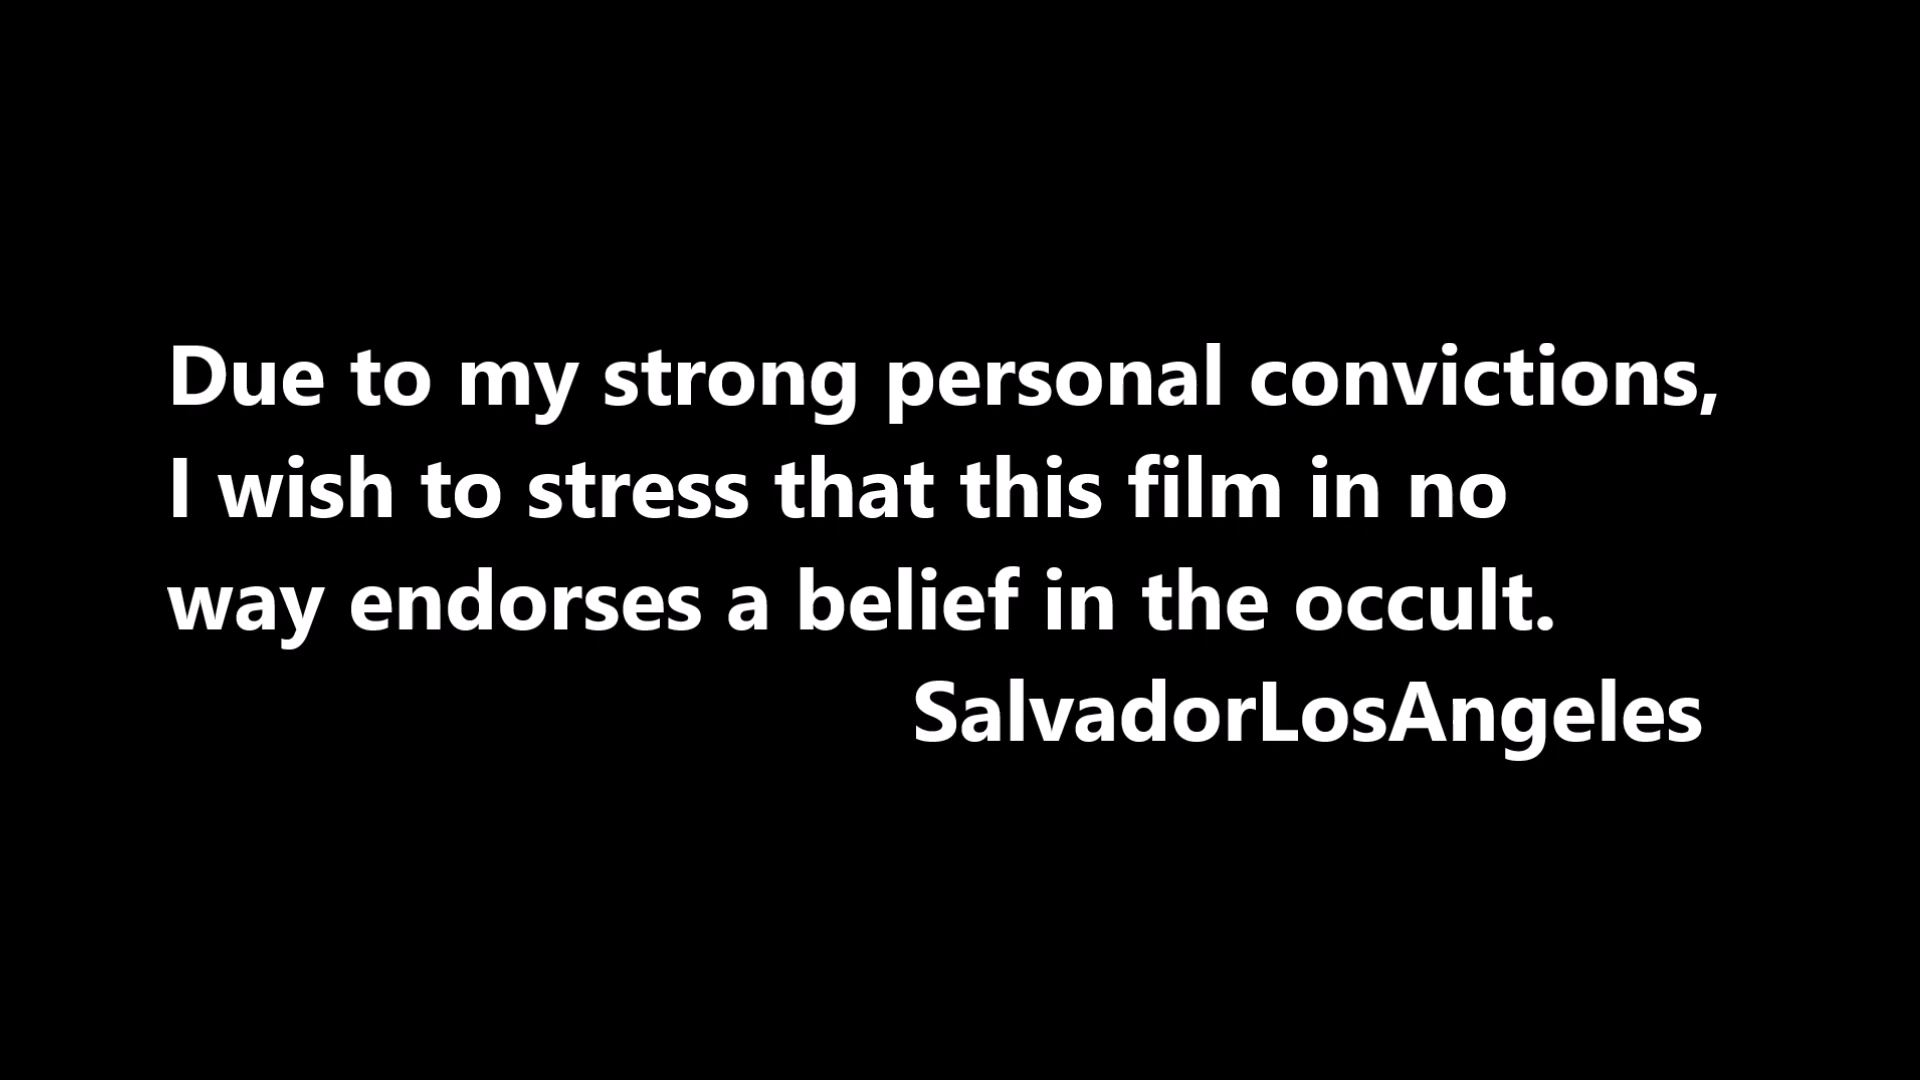 Due to my strong personal convictions,
I wish to stress that this film in no
way endorses a belief in the occult.
SalvadorLosAngeles